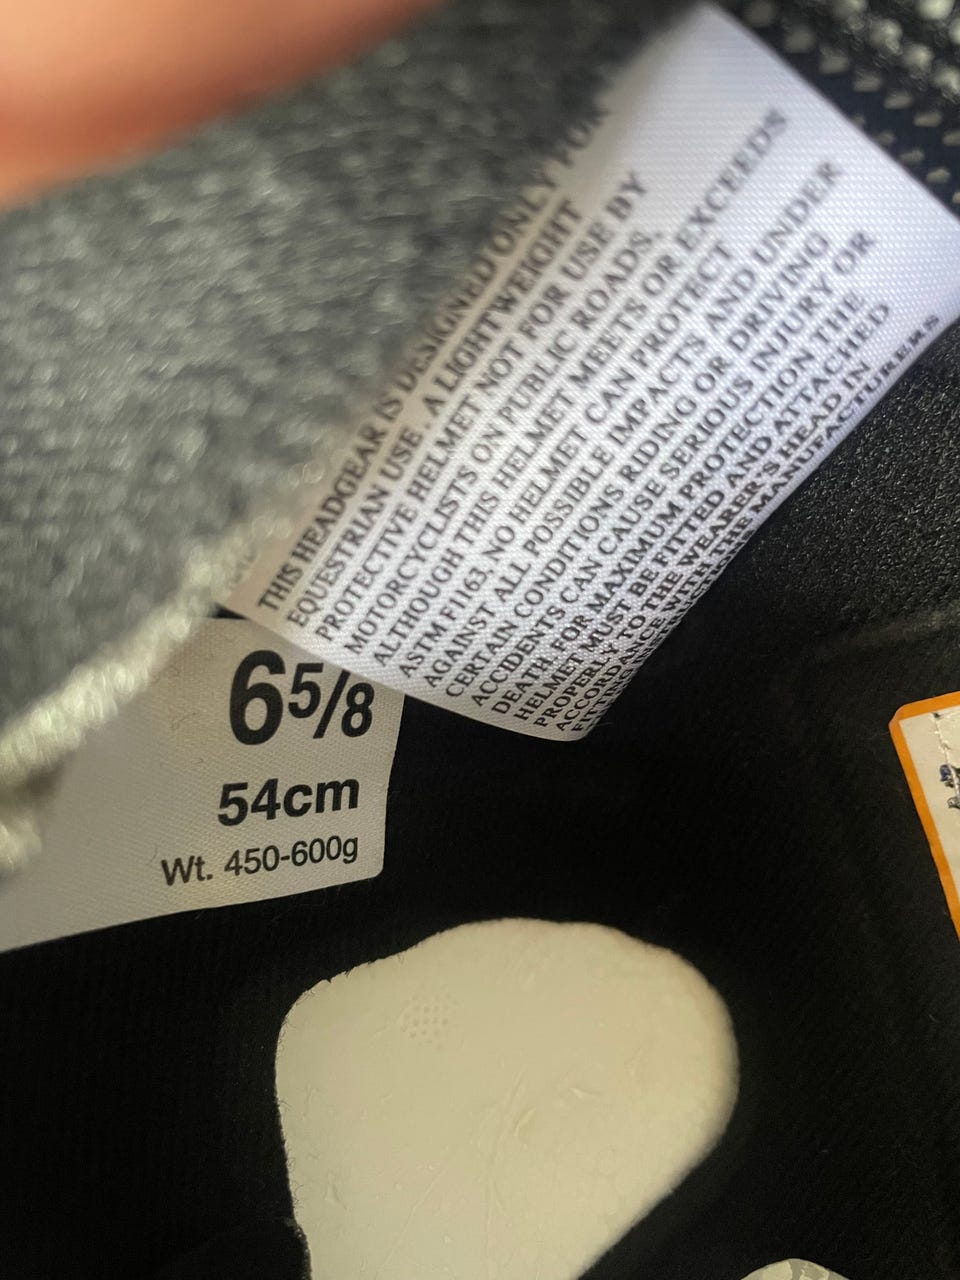 THIS HEADGEAR IS DESIGNED ONLY FOR
EQUESTRIAN USE. A LIGHTWEIGHT
PROTECTIVE HELMET NOT FOR USE BY
MOTORCYCLISTS ON PUBLIC ROADS.
ALTHOUGH THIS HELMET MEETS OR EXCEEDS
ASTM F1163, NO HELMET CAN PROTECT
AGAINST ALL POSSIBLE IMPACTS AND UNDER
CERTAIN CONDITIONS RIDING OR DRIVING
ACCIDENTS CAN CAUSE SERIOUS INJURY OR
DEATH. FOR MAXIMUM PROTECTION THE
HELMET MUST BE FITTED AND ATTACHED
PROPERLY TO THE WEARER'S HEAD IN
ACCORDANCE WITH THE MANUFACTURERS
FITTING
6 5/8
54cm
Wt. 450-600g